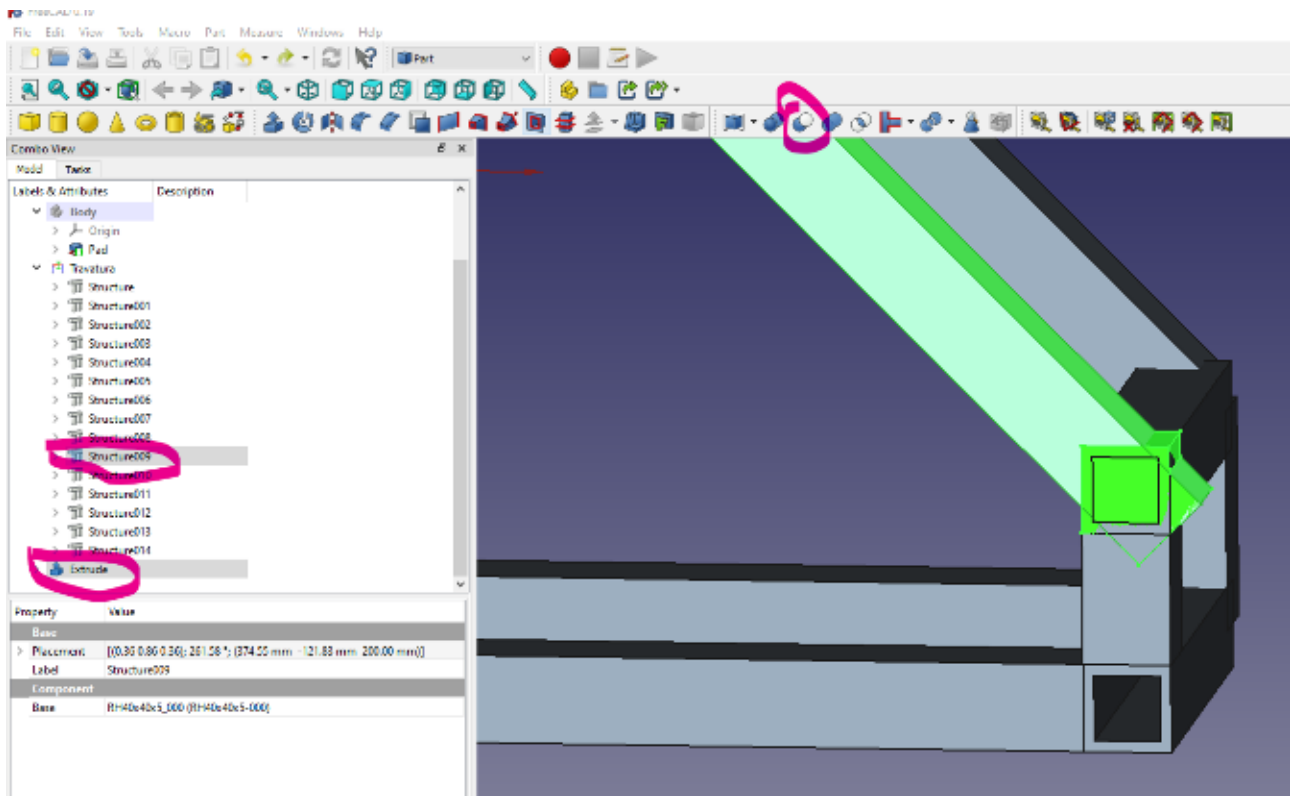 FreeCAD 0.19
File Edit View Tools Macro Part Measure Windows Help
Part
Combo View
Model Tasks
Labels & Attributes Description
Body
Origin
Pad
Travatura
Structure
Structure001
Structure002
Structure003
Structure004
Structure005
Structure006
Structure007
Structure008
Structure009
Structure010
Structure011
Structure012
Structure013
Structure014
Extrude
Property Value
Base
Placement [(0.36 0.86 0.36); 261.58 °; (374.55 mm -121.83 mm 200.00 mm)]
Label Structure009
Component
Base RH40x40x5_000 (RH40x40x5-000)